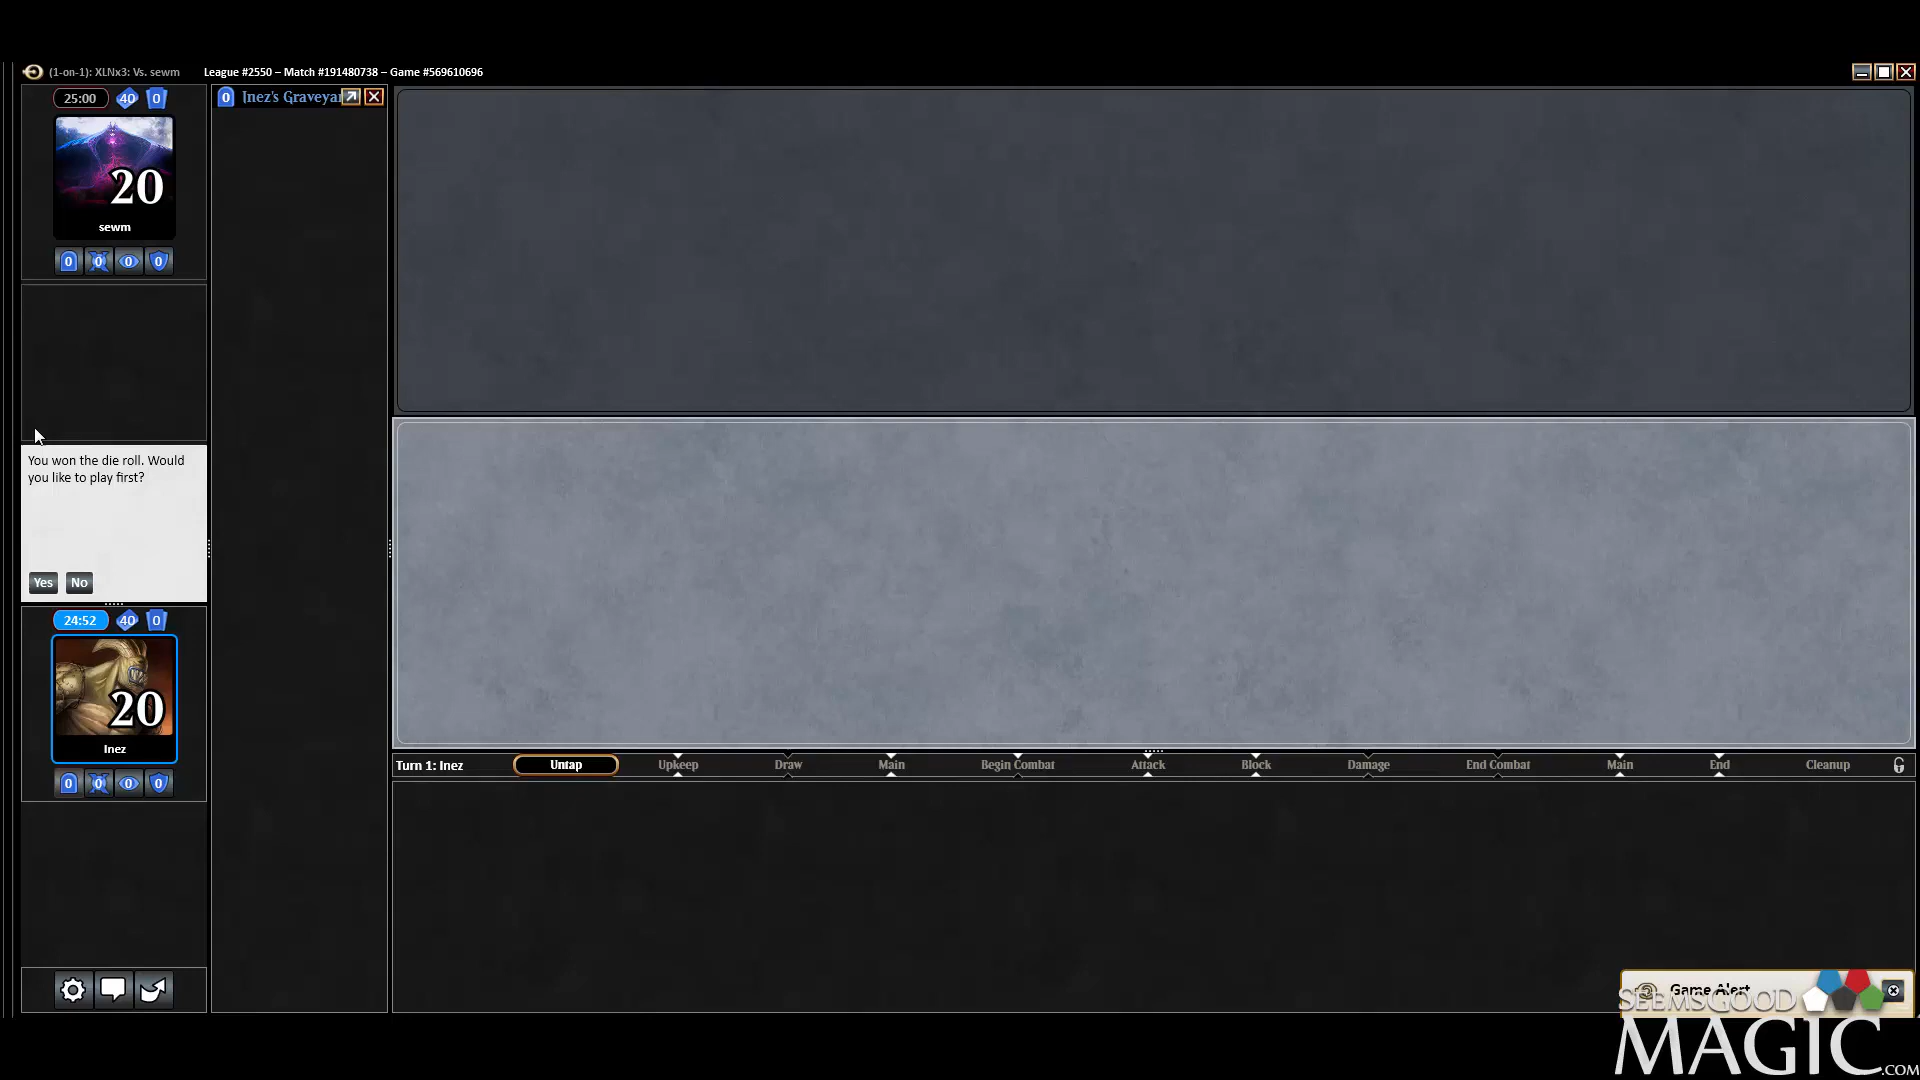 (1-on-1): XLNx3: Vs. sewm
League #2550 – Match #191480738 – Game #569610696
25:00
40
0
0
20
sewm
0
0
0
0
You won the die roll. Would
you like to play first?
Yes
No
24:52
40
0
20
Inez
0
0
0
0
Turn 1: Inez
Untap
Upkeep
Draw
Main
Begin Combat
Attack
Block
Damage
End Combat
Main
End
Cleanup
Game Alert
SEEMSGOOD
MAGIC.COM